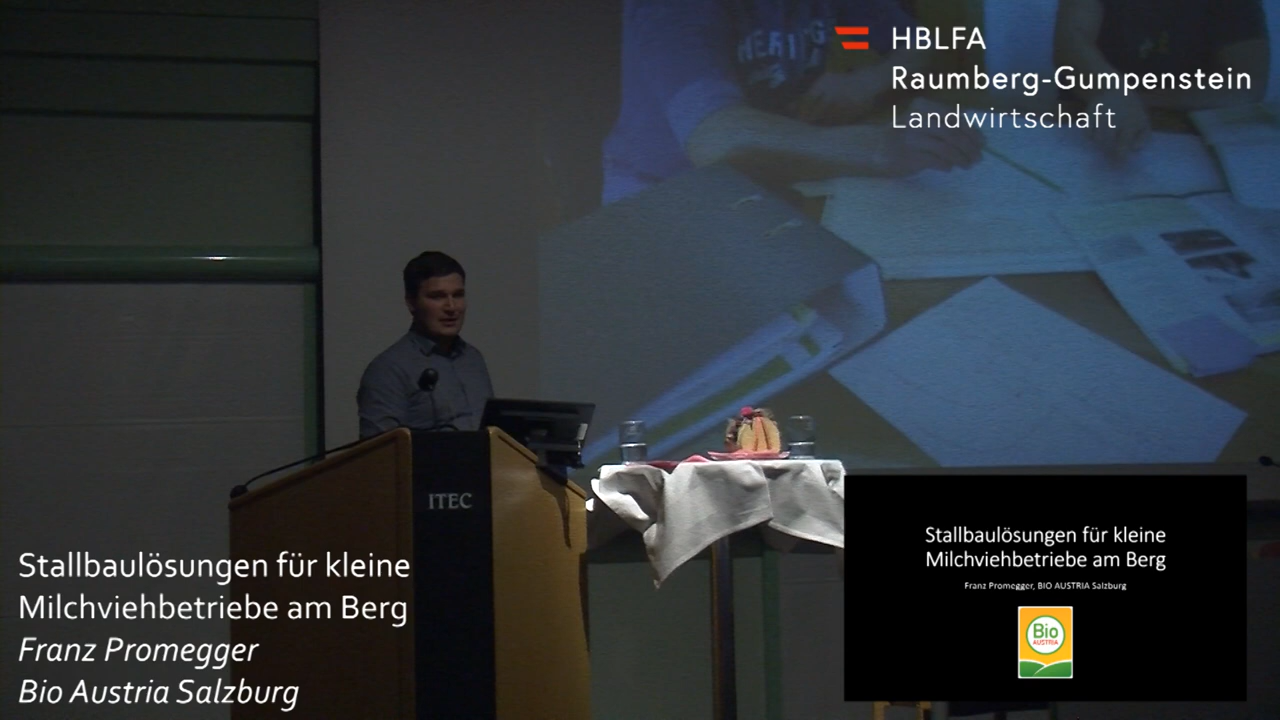 HBLFA
Raumberg-Gumpenstein
Landwirtschaft
ITEC
Stallbaulösungen für kleine
Milchviehbetriebe am Berg
Franz Promegger
Bio Austria Salzburg
Stallbaulösungen für kleine
Milchviehbetriebe am Berg
Franz Promegger, BIO AUSTRIA Salzburg
Bio
AUSTRIA